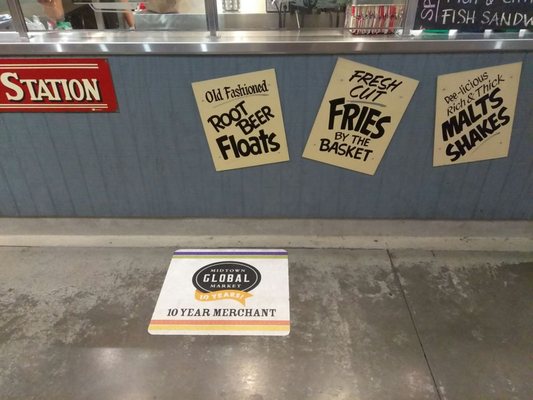 FISH SANDW
STATION
Old Fashioned
ROOT
BEER
Floats
FRESH
CUT
FRIES
BY THE
BASKET
Dee-licious
Rich & Thick
MALTS
SHAKES
MIDTOWN
GLOBAL
MARKET
10 YEARS!
10 YEAR MERCHANT